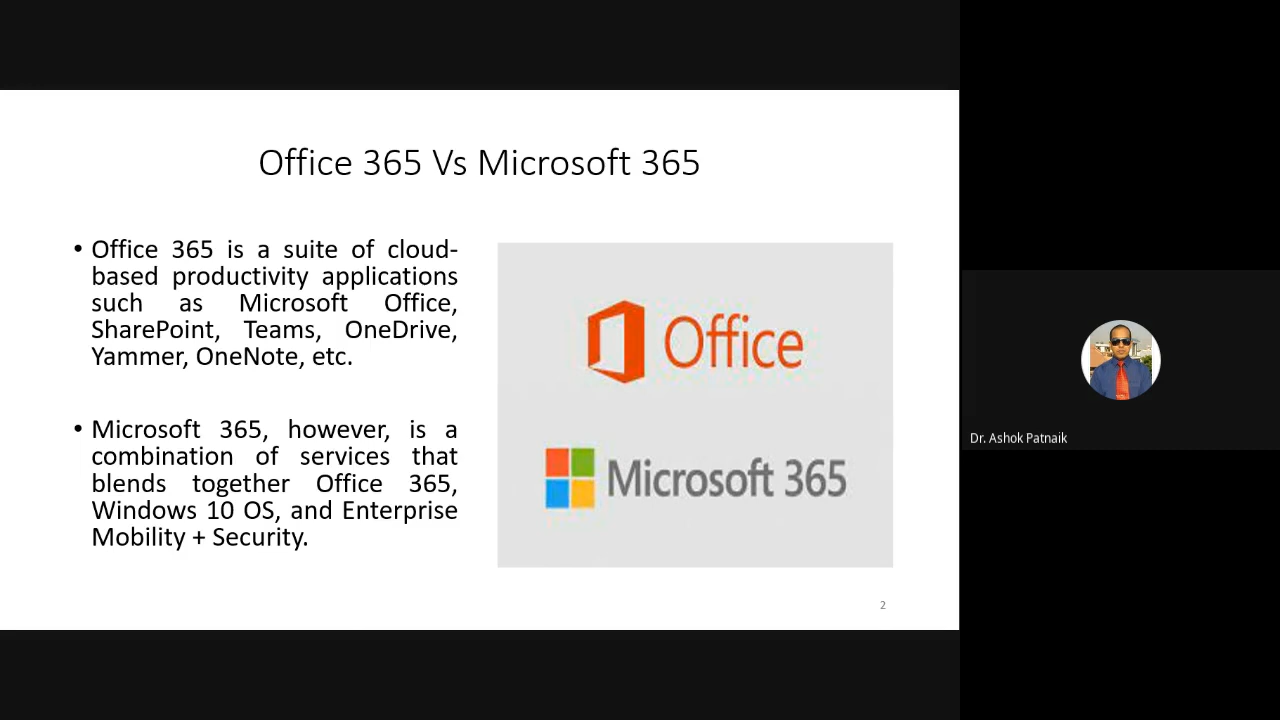 Office 365 Vs Microsoft 365
• Office 365 is a suite of cloud-
based productivity applications
such as Microsoft Office,
SharePoint, Teams, OneDrive,
Yammer, OneNote, etc.
• Microsoft 365, however, is a
combination of services that
blends together Office 365,
Windows 10 OS, and Enterprise
Mobility + Security.
Office
Microsoft 365
2
Dr. Ashok Patnaik